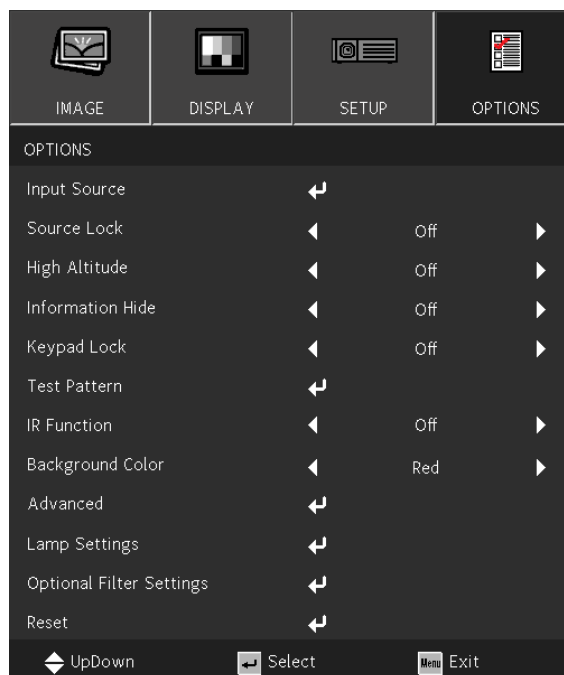 IMAGE DISPLAY SETUP OPTIONS
OPTIONS
Input Source
Source Lock Off
High Altitude Off
Information Hide Off
Keypad Lock Off
Test Pattern
IR Function Off
Background Color Red
Advanced
Lamp Settings
Optional Filter Settings
Reset
UpDown Select Menu Exit